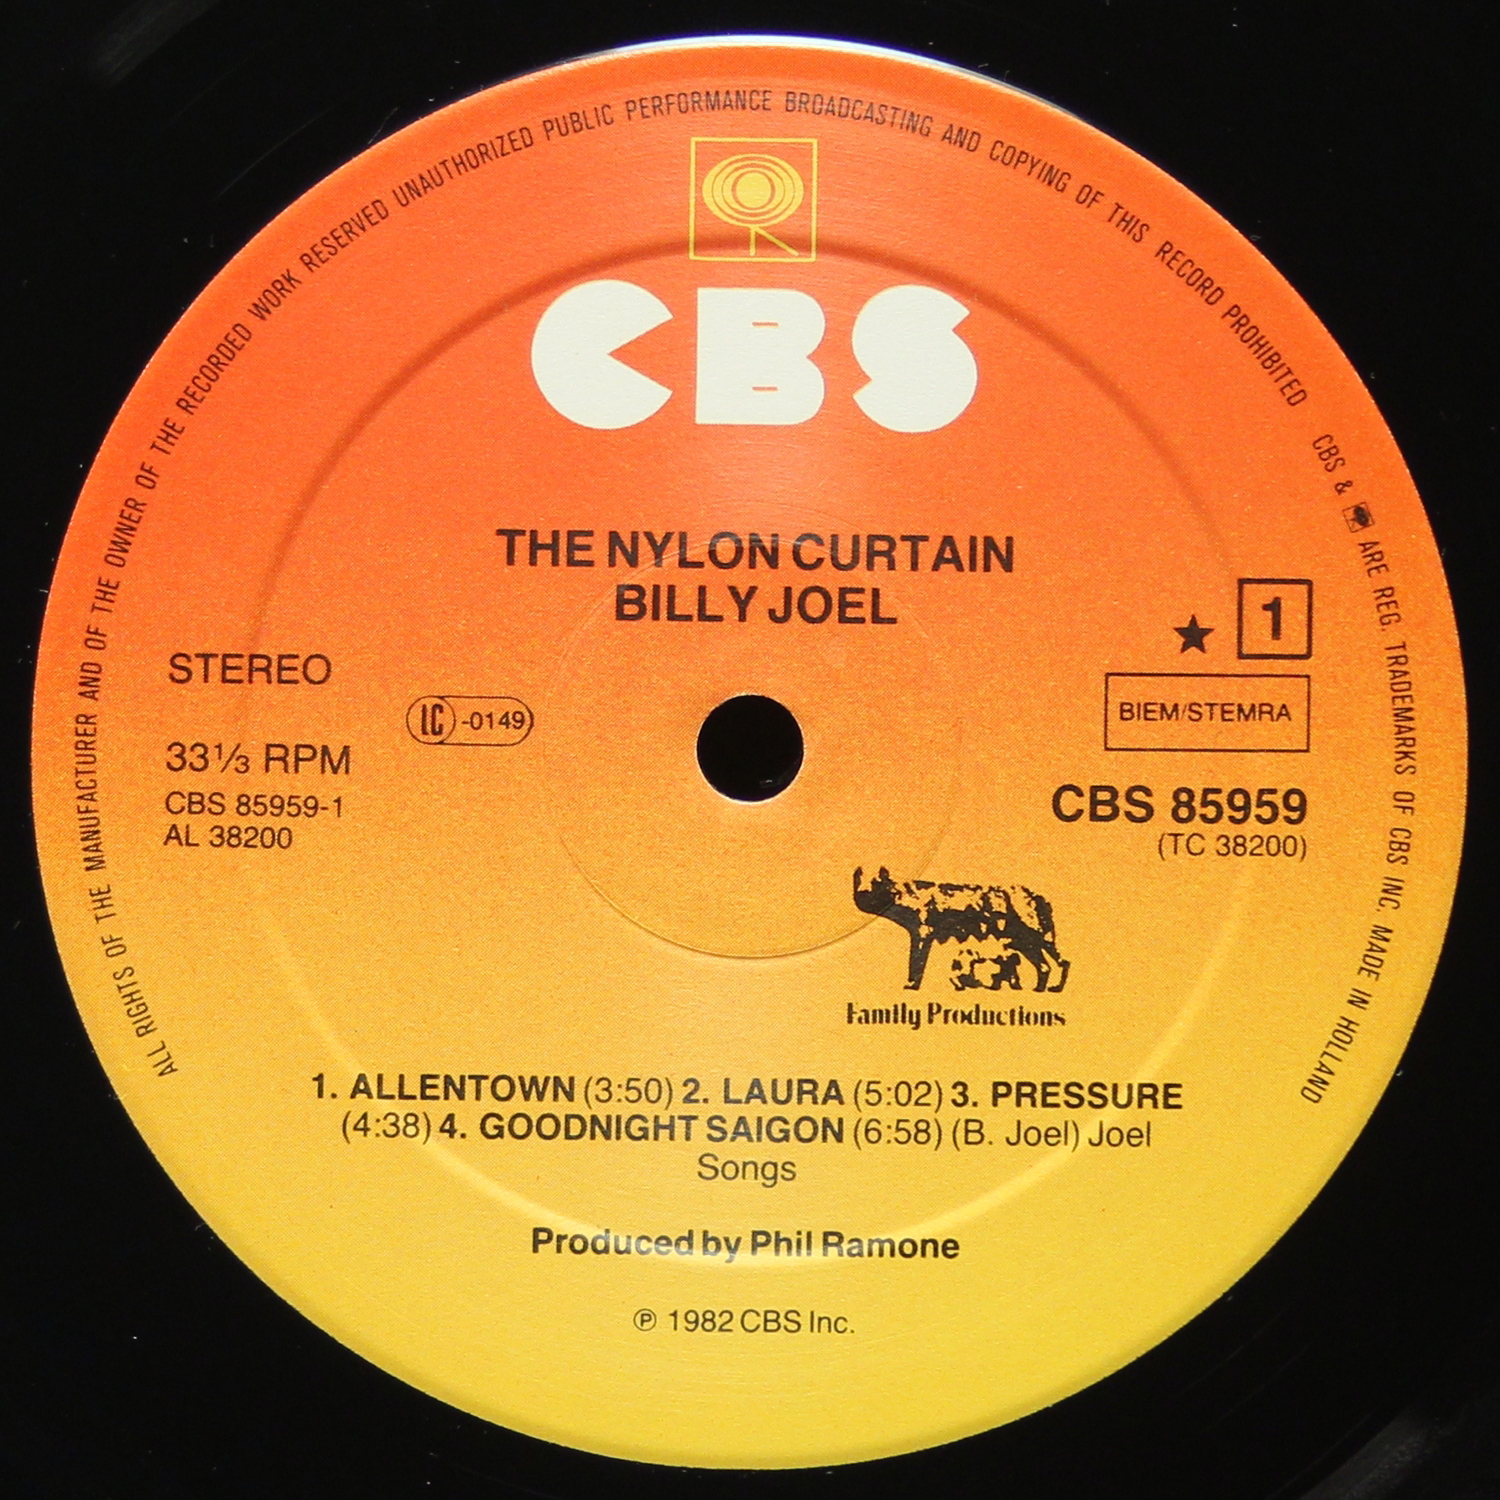 ALL RIGHTS OF THE MANUFACTURER AND OF THE OWNER OF THE RECORDED WORK RESERVED UNAUTHORIZED PUBLIC PERFORMANCE BROADCASTING AND COPYING OF THIS RECORD PROHIBITED CBS & ARE REG. TRADEMARKS OF CBS INC. MADE IN HOLLAND
CBS
THE NYLON CURTAIN
BILLY JOEL
STEREO
LC -0149
33⅓ RPM
CBS 85959-1
AL 38200
★ 1
BIEM/STEMRA
CBS 85959
(TC 38200)
Family Productions
1. ALLENTOWN (3:50) 2. LAURA (5:02) 3. PRESSURE
(4:38) 4. GOODNIGHT SAIGON (6:58) (B. Joel) Joel
Songs
Produced by Phil Ramone
℗ 1982 CBS Inc.